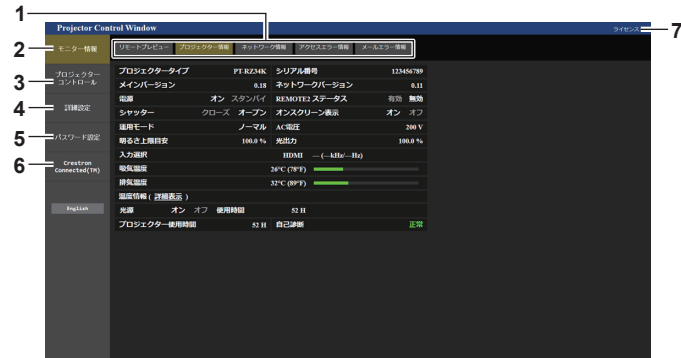 1
Projector Control Window
ライセンス
7
2
モニター情報
リモートプレビュー プロジェクター情報 ネットワーク情報 アクセスエラー情報 メールエラー情報
3
プロジェクター
コントロール
4
詳細設定
5
パスワード設定
6
Crestron
Connected(TM)
English
プロジェクタータイプ PT-RZ34K シリアル番号 123456789
メインバージョン 0.18 ネットワークバージョン 0.11
電源 オン スタンバイ REMOTE2 ステータス 有効 無効
シャッター クローズ オープン オンスクリーン表示 オン オフ
運用モード ノーマル AC電圧 200 V
明るさ上限目安 100.0 % 光出力 100.0 %
入力選択 HDMI —(—kHz/—Hz)
吸気温度 26°C (78°F)
排気温度 32°C (89°F)
温度情報 ( 詳細表示 )
光源 オン オフ 使用時間 52 H
プロジェクター使用時間 52 H 自己診断 正常